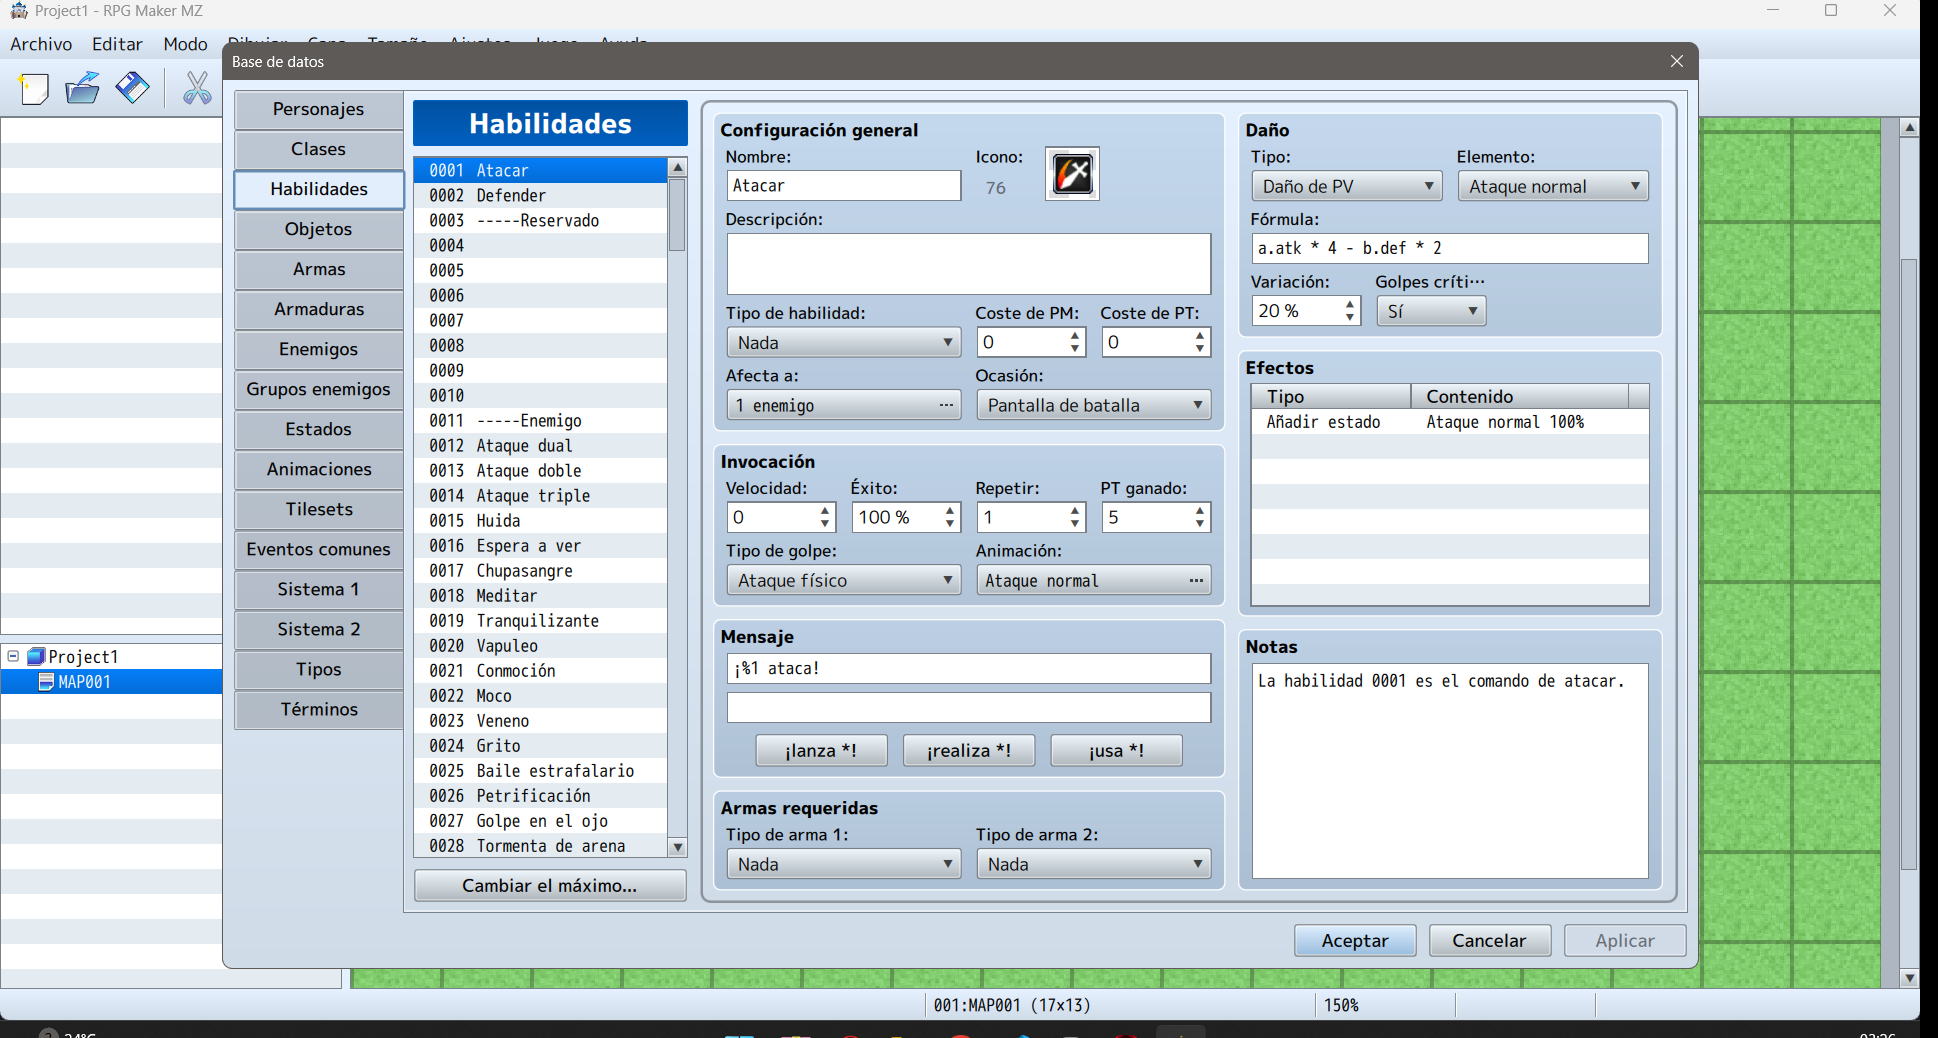 Project1 - RPG Maker MZ
Archivo Editar Modo
Base de datos
Personajes
Clases
Habilidades
Objetos
Armas
Armaduras
Enemigos
Grupos enemigos
Estados
Animaciones
Tilesets
Eventos comunes
Sistema 1
Sistema 2
Tipos
Términos
Project1
MAP001
Habilidades
0001 Atacar
0002 Defender
0003 -----Reservado
0004
0005
0006
0007
0008
0009
0010
0011 -----Enemigo
0012 Ataque dual
0013 Ataque doble
0014 Ataque triple
0015 Huida
0016 Espera a ver
0017 Chupasangre
0018 Meditar
0019 Tranquilizante
0020 Vapuleo
0021 Conmoción
0022 Moco
0023 Veneno
0024 Grito
0025 Baile estrafalario
0026 Petrificación
0027 Golpe en el ojo
0028 Tormenta de arena
Cambiar el máximo...
Configuración general
Nombre: Icono:
Atacar 76
Descripción:
Tipo de habilidad: Coste de PM: Coste de PT:
Nada 0 0
Afecta a: Ocasión:
1 enemigo ... Pantalla de batalla
Invocación
Velocidad: Éxito: Repetir: PT ganado:
0 100 % 1 5
Tipo de golpe: Animación:
Ataque físico Ataque normal ...
Mensaje
¡%1 ataca!
¡lanza *! ¡realiza *! ¡usa *!
Armas requeridas
Tipo de arma 1: Tipo de arma 2:
Nada Nada
Daño
Tipo: Elemento:
Daño de PV Ataque normal
Fórmula:
a.atk * 4 - b.def * 2
Variación: Golpes críti...
20 % Sí
Efectos
Tipo Contenido
Añadir estado Ataque normal 100%
Notas
La habilidad 0001 es el comando de atacar.
Aceptar Cancelar Aplicar
001:MAP001 (17x13) 150%